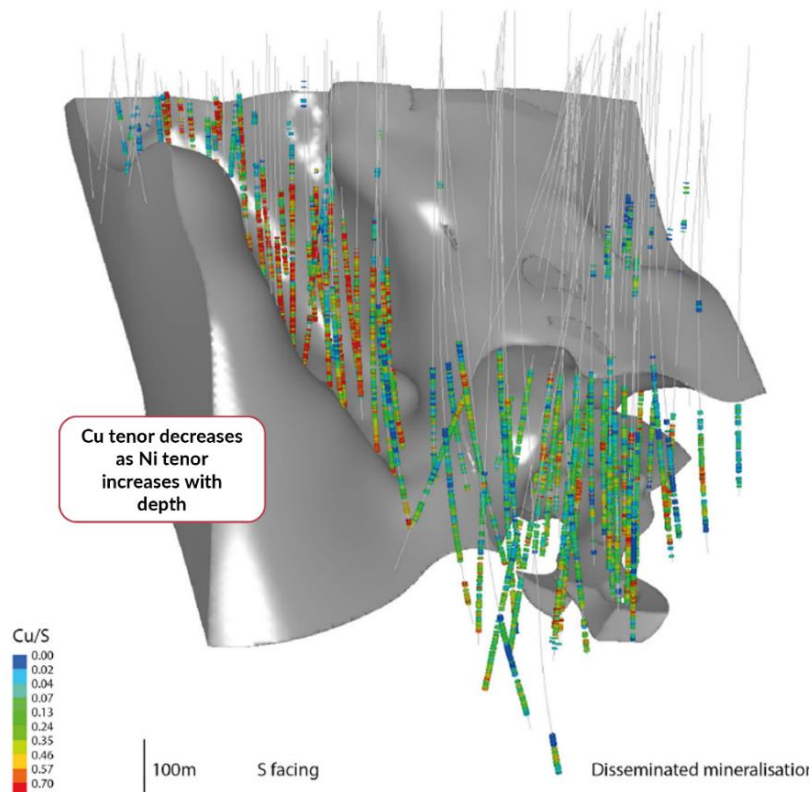 Cu tenor decreases
as Ni tenor
increases with
depth
Cu/S
0.00
0.02
0.04
0.07
0.13
0.24
0.35
0.46
0.57
0.70
100m
S facing
Disseminated mineralisation